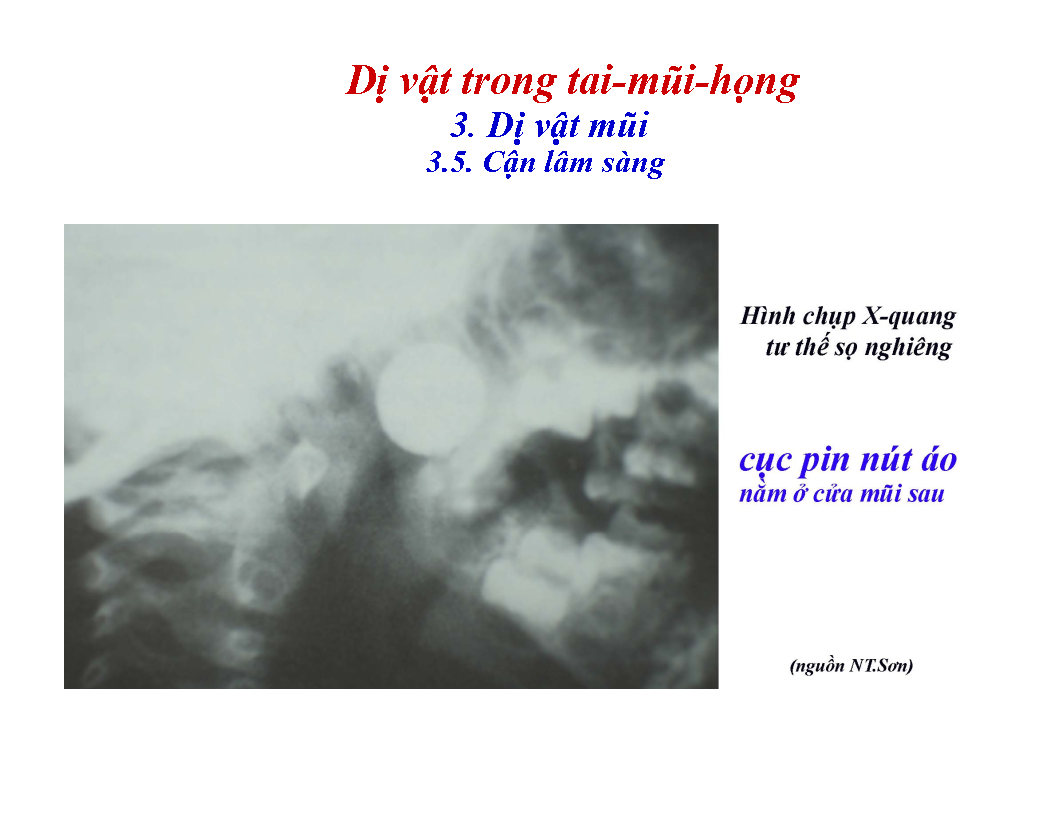 Dị vật trong tai-mũi-họng
3. Dị vật mũi
3.5. Cận lâm sàng
Hình chụp X-quang
tư thế sọ nghiêng
cục pin nút áo
nằm ở cửa mũi sau
(nguồn NT.Sơn)